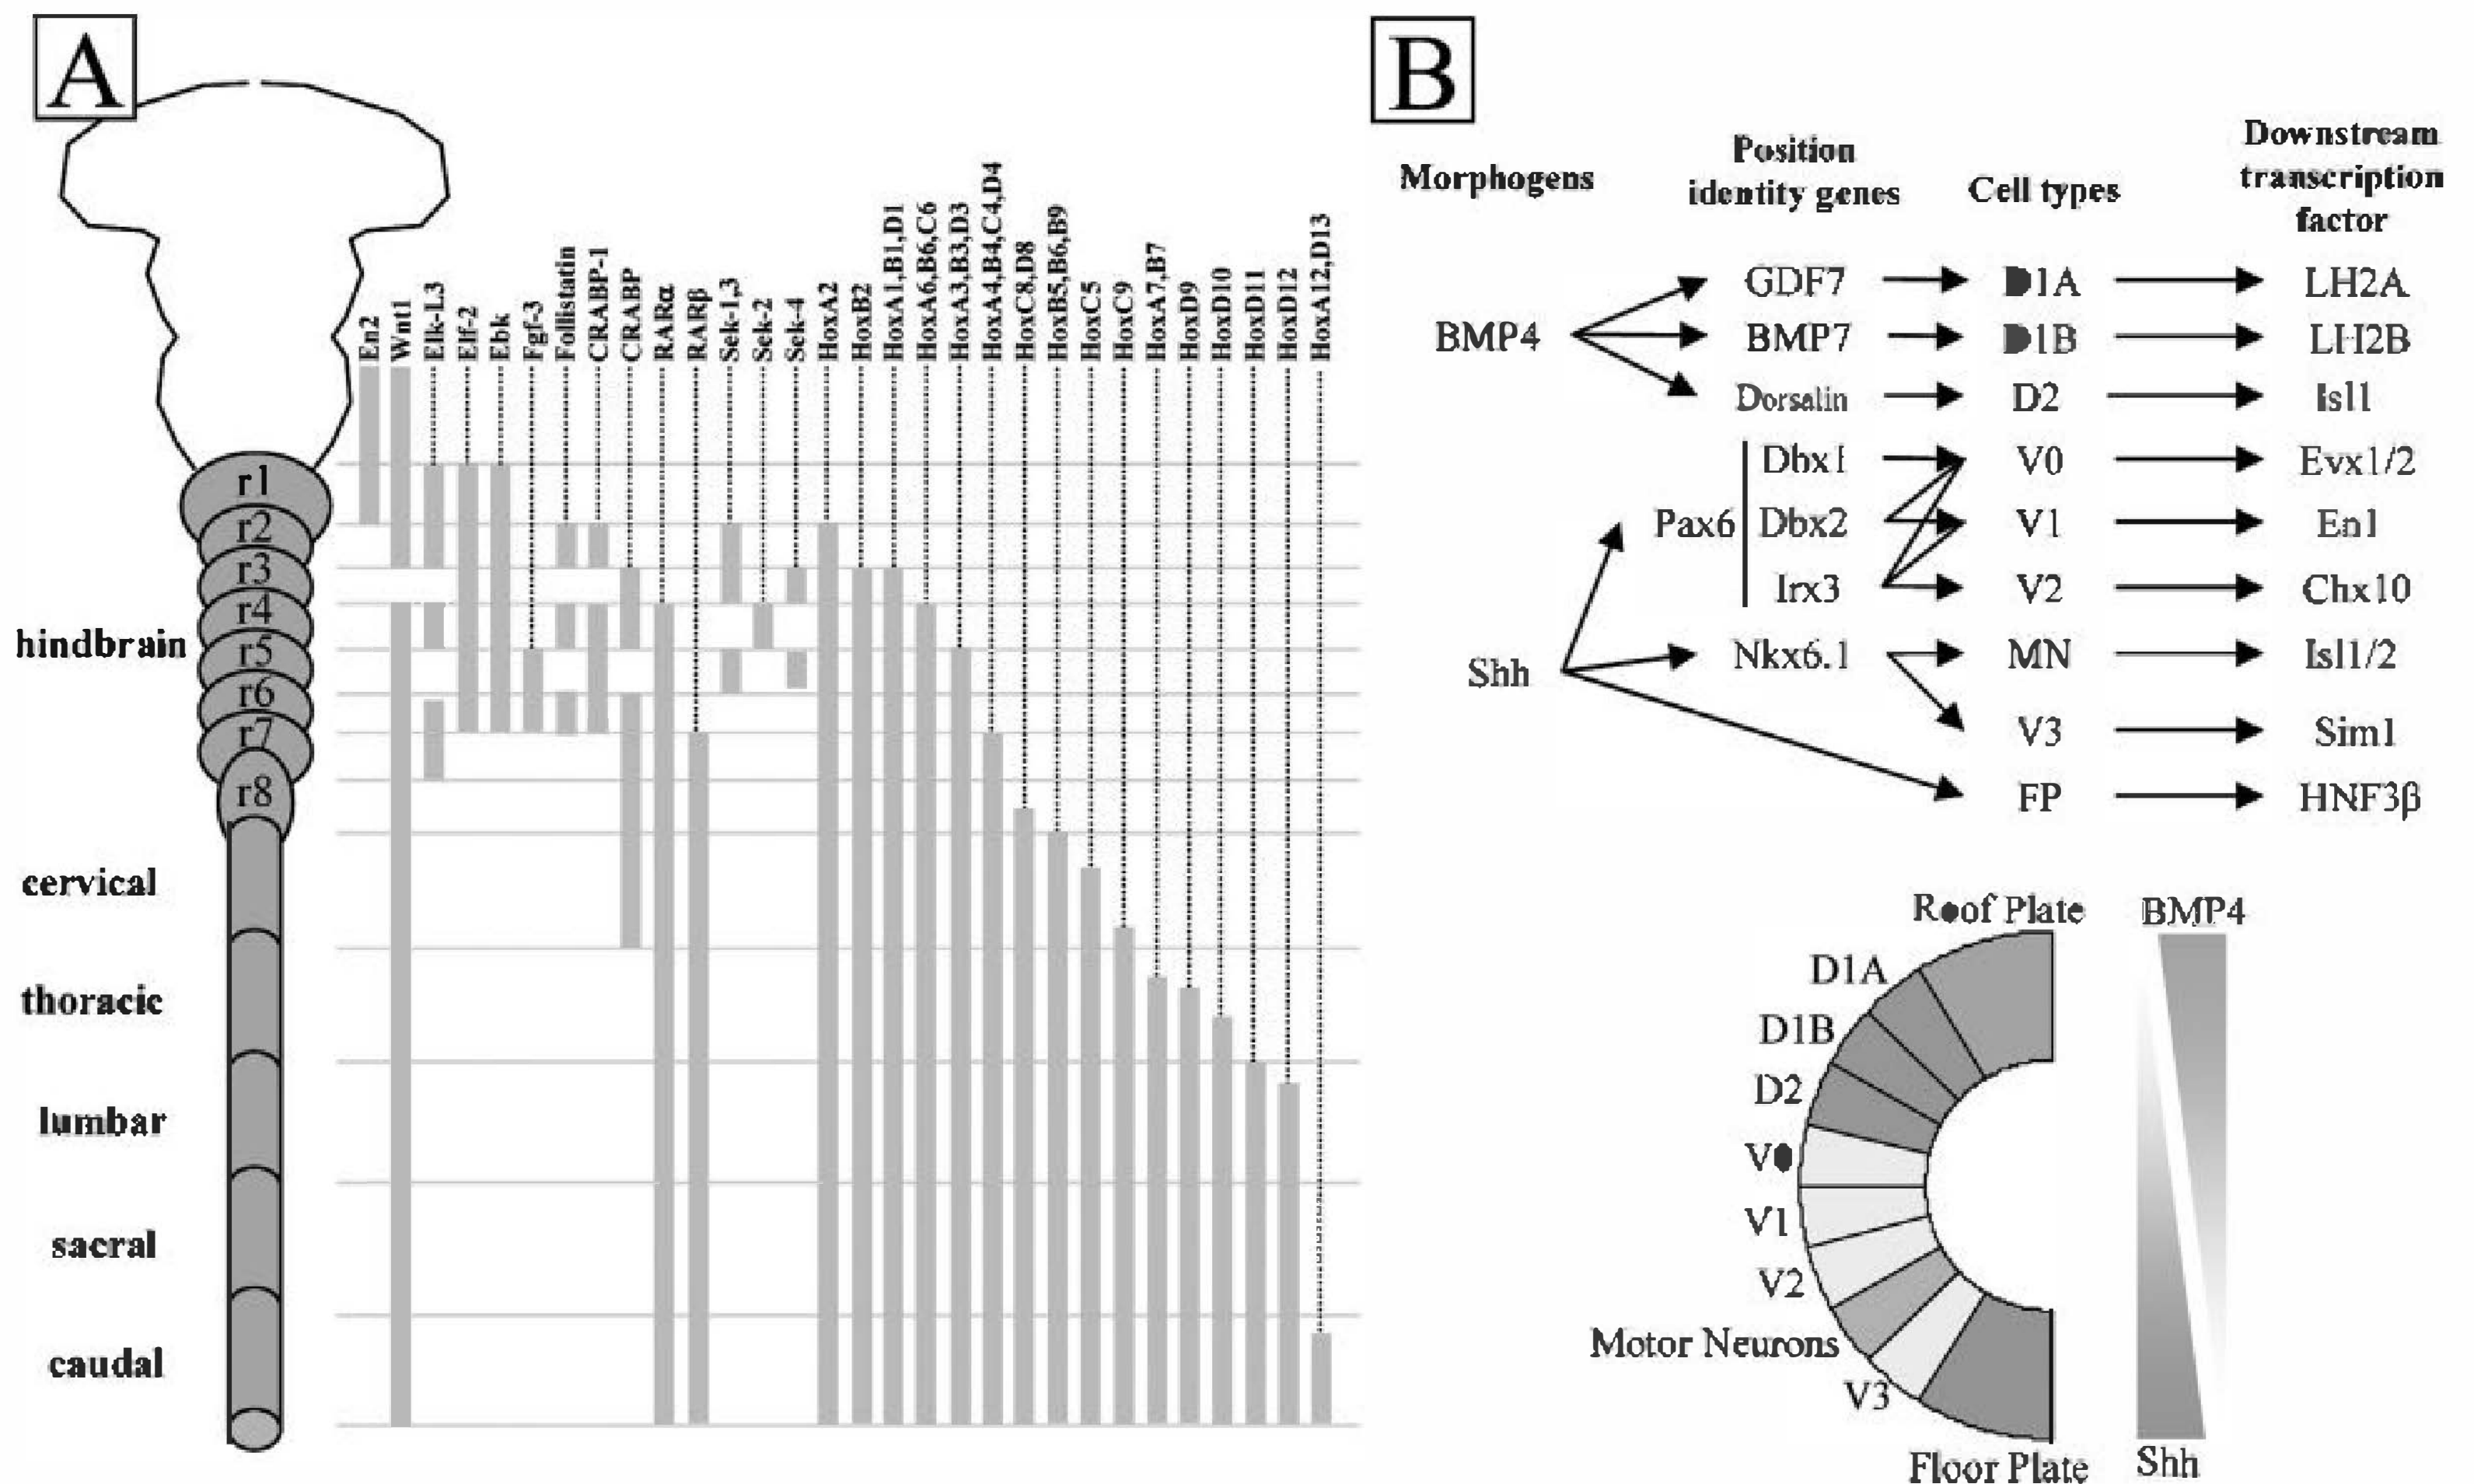 A
En2
Wnt1
Elk-L3
Elf-2
Ebk
Fgf-3
Follistatin
CRABP-1
CRABP
RARα
RARβ
Sek-1,3
Sek-2
Sek-4
HoxA2
HoxB2
HoxA1,B1,D1
HoxA6,B6,C6
HoxA3,B3,D3
HoxA4,B4,C4,D4
HoxC8,D8
HoxB5,B6,B9
HoxC5
HoxC9
HoxA7,B7
HoxD9
HoxD10
HoxD11
HoxD12
HoxA12,D13
r1
r2
r3
r4
r5
r6
r7
r8
hindbrain
cervical
thoracic
lumbar
sacral
caudal
B
Morphogens
Position
identity genes
Cell types
Downstream
transcription
factor
BMP4
GDF7 D1A LH2A
BMP7 D1B LH2B
Dorsalin D2 Isl1
Shh
Pax6
Dbx1 V0 Evx1/2
Dbx2 V1 En1
Irx3 V2 Chx10
Nkx6.1 MN Isl1/2
V3 Sim1
FP HNF3β
Roof Plate
BMP4
D1A
D1B
D2
V0
V1
V2
Motor Neurons
V3
Floor Plate
Shh